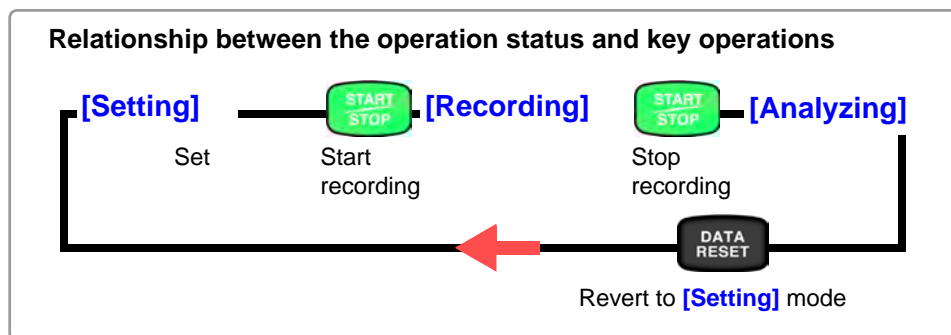 Relationship between the operation status and key operations
[Setting]
START
STOP
[Recording]
START
STOP
[Analyzing]
Set
Start
recording
Stop
recording
DATA
RESET
Revert to [Setting] mode